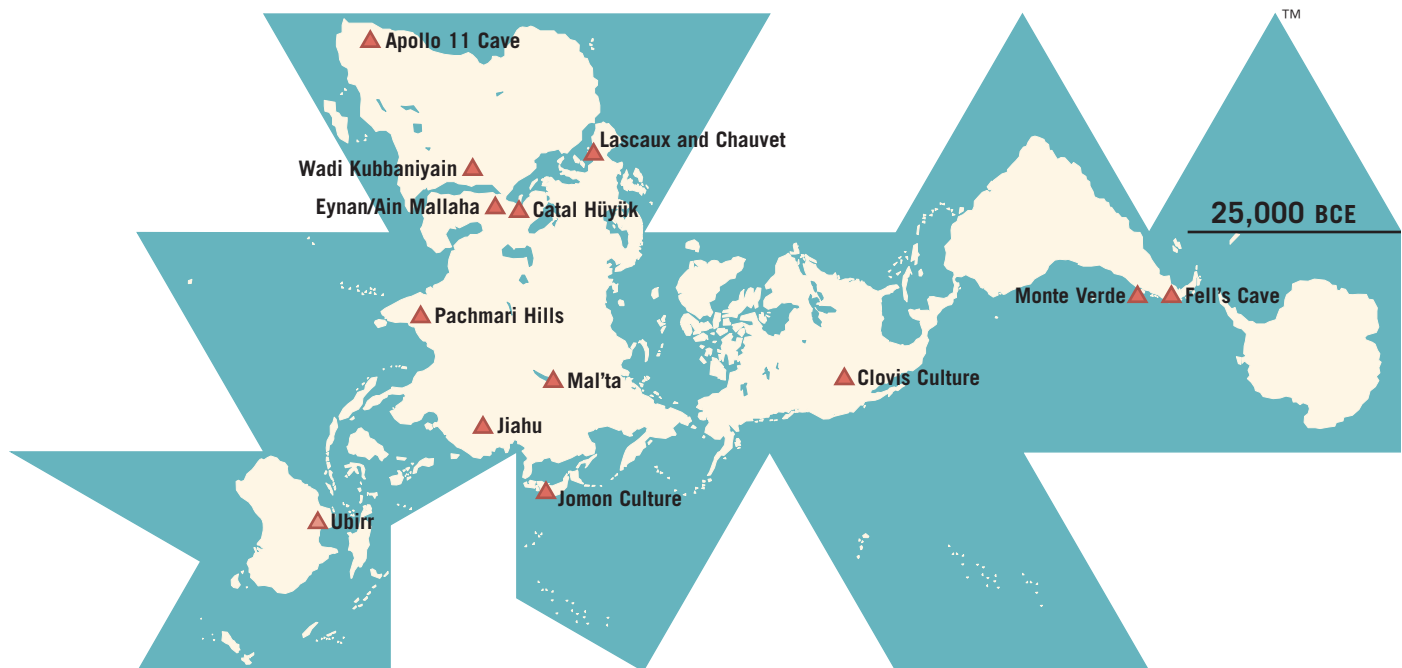 TM
Apollo 11 Cave
Lascaux and Chauvet
Wadi Kubbaniyain
Eynan/Ain Mallaha
Catal Hüyük
25,000 BCE
Monte Verde
Fell's Cave
Pachmari Hills
Mal'ta
Clovis Culture
Jiahu
Jomon Culture
Ubirr